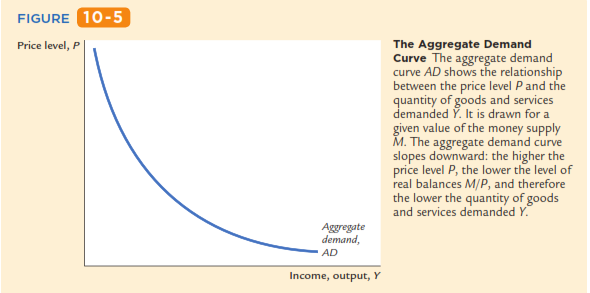 FIGURE 10-5
Price level, P
The Aggregate Demand
Curve The aggregate demand
curve AD shows the relationship
between the price level P and the
quantity of goods and services
demanded Y. It is drawn for a
given value of the money supply
M. The aggregate demand curve
slopes downward: the higher the
price level P, the lower the level of
real balances M/P, and therefore
the lower the quantity of goods
and services demanded Y.
Aggregate
demand,
AD
Income, output, Y